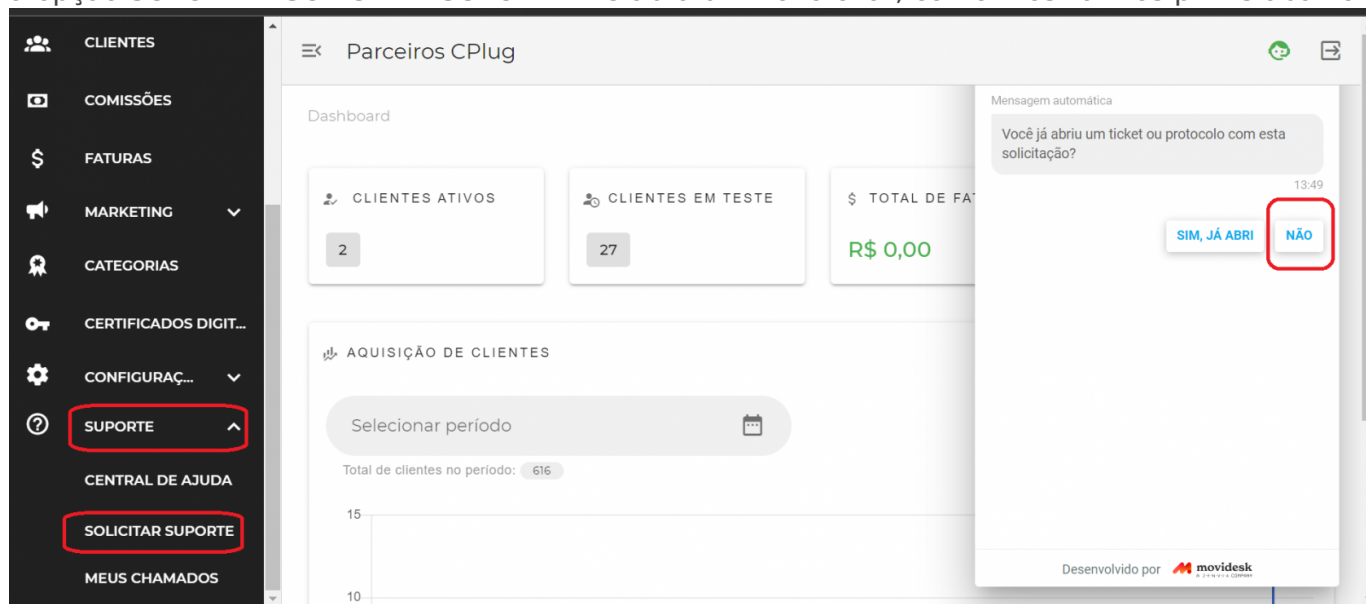 CLIENTES
COMISSÕES
FATURAS
MARKETING
CATEGORIAS
CERTIFICADOS DIGIT...
CONFIGURAÇ...
SUPORTE
CENTRAL DE AJUDA
SOLICITAR SUPORTE
MEUS CHAMADOS
Parceiros CPlug
Dashboard
CLIENTES ATIVOS
2
CLIENTES EM TESTE
27
$ TOTAL DE FA
R$ 0,00
AQUISIÇÃO DE CLIENTES
Selecionar período
Total de clientes no período: 616
15
10
Mensagem automática
Você já abriu um ticket ou protocolo com esta
solicitação?
13:49
SIM, JÁ ABRI NÃO
Desenvolvido por movidesk